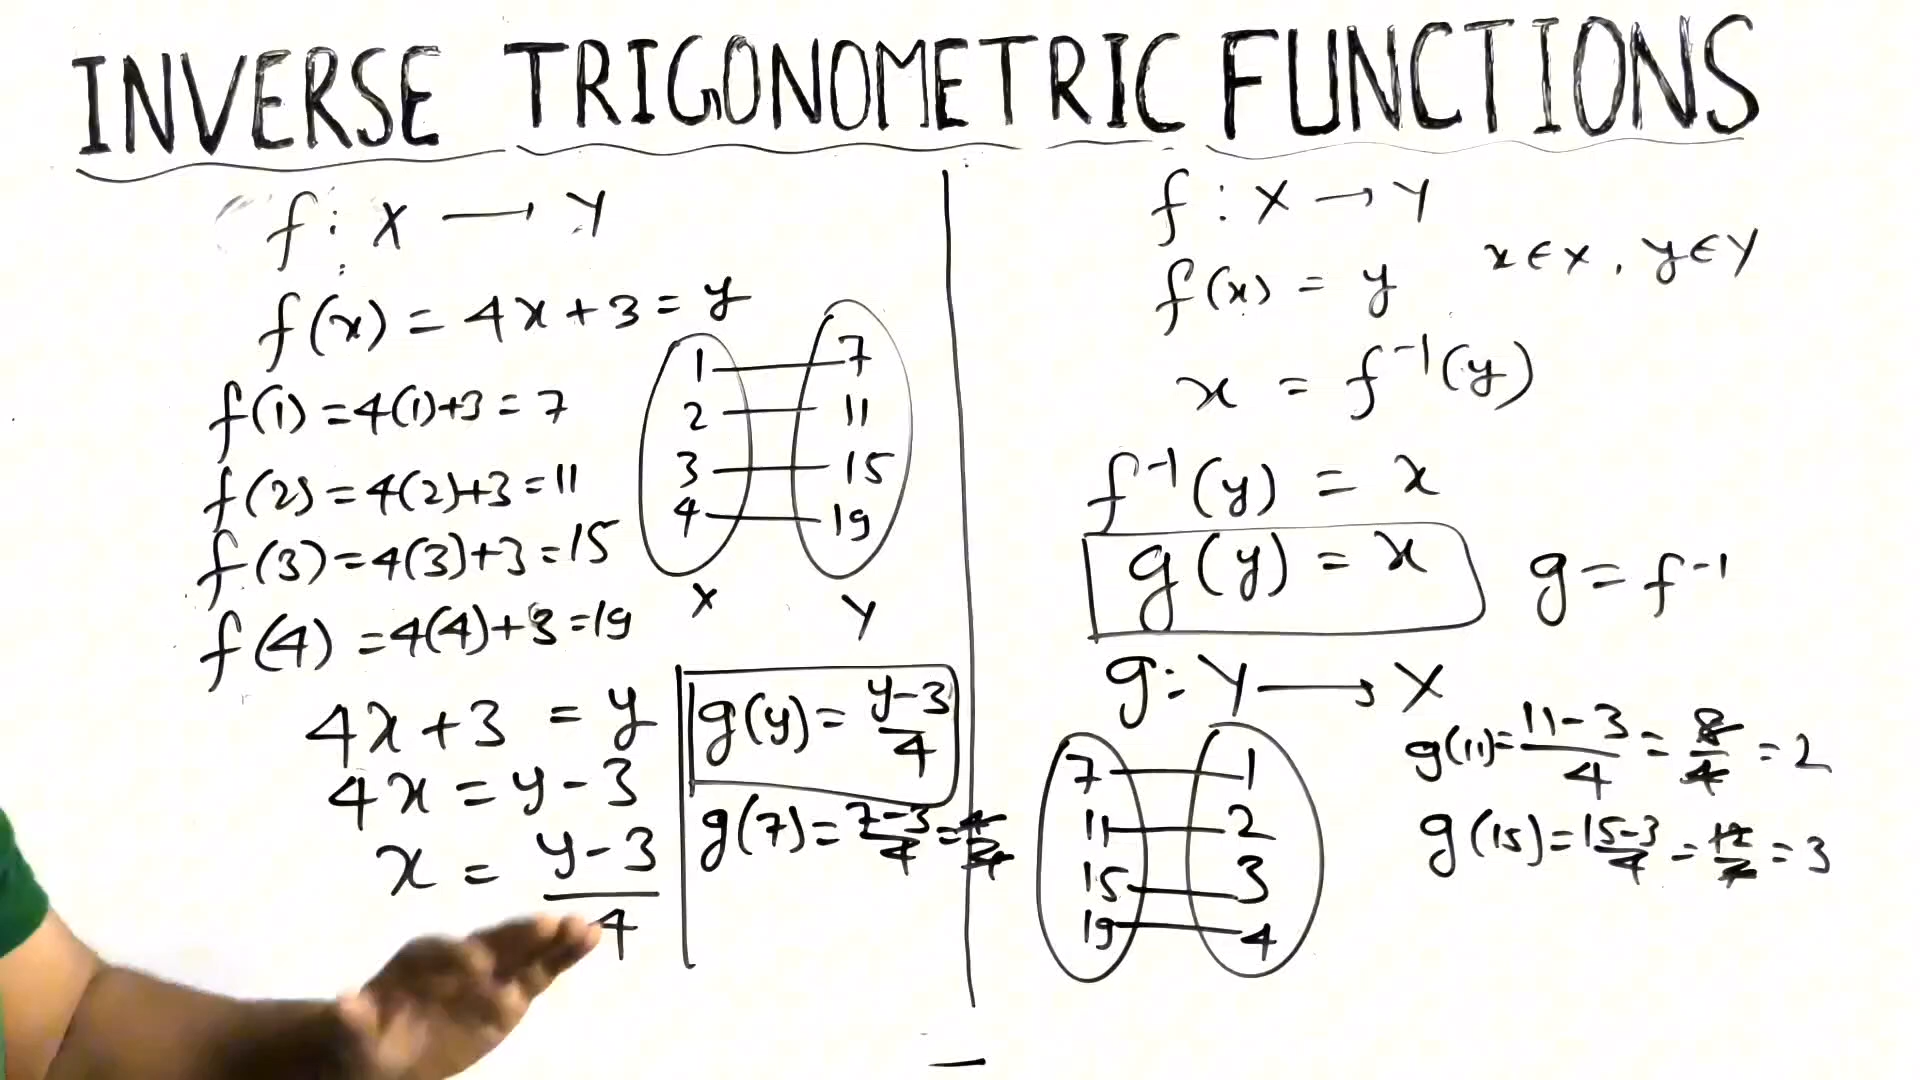 INVERSE TRIGONOMETRIC FUNCTIONS
f : X → Y
f(x) = 4x+3 = y
f(1) = 4(1)+3 = 7
f(2) = 4(2)+3 = 11
f(3) = 4(3)+3 = 15
f(4) = 4(4)+3 = 19
1 7
2 11
3 15
4 19
X Y
4x+3 = y
4x = y-3
x = y-3/4
g(y) = y-3/4
g(7) = 7-3/4 = 4/4
f : X → Y
f(x) = y x∈X, y∈Y
x = f⁻¹(y)
f⁻¹(y) = x
g(y) = x g = f⁻¹
g: Y → X
7 1
11 2
15 3
19 4
g(11) = 11-3/4 = 8/4 = 2
g(15) = 15-3/4 = 12/4 = 3